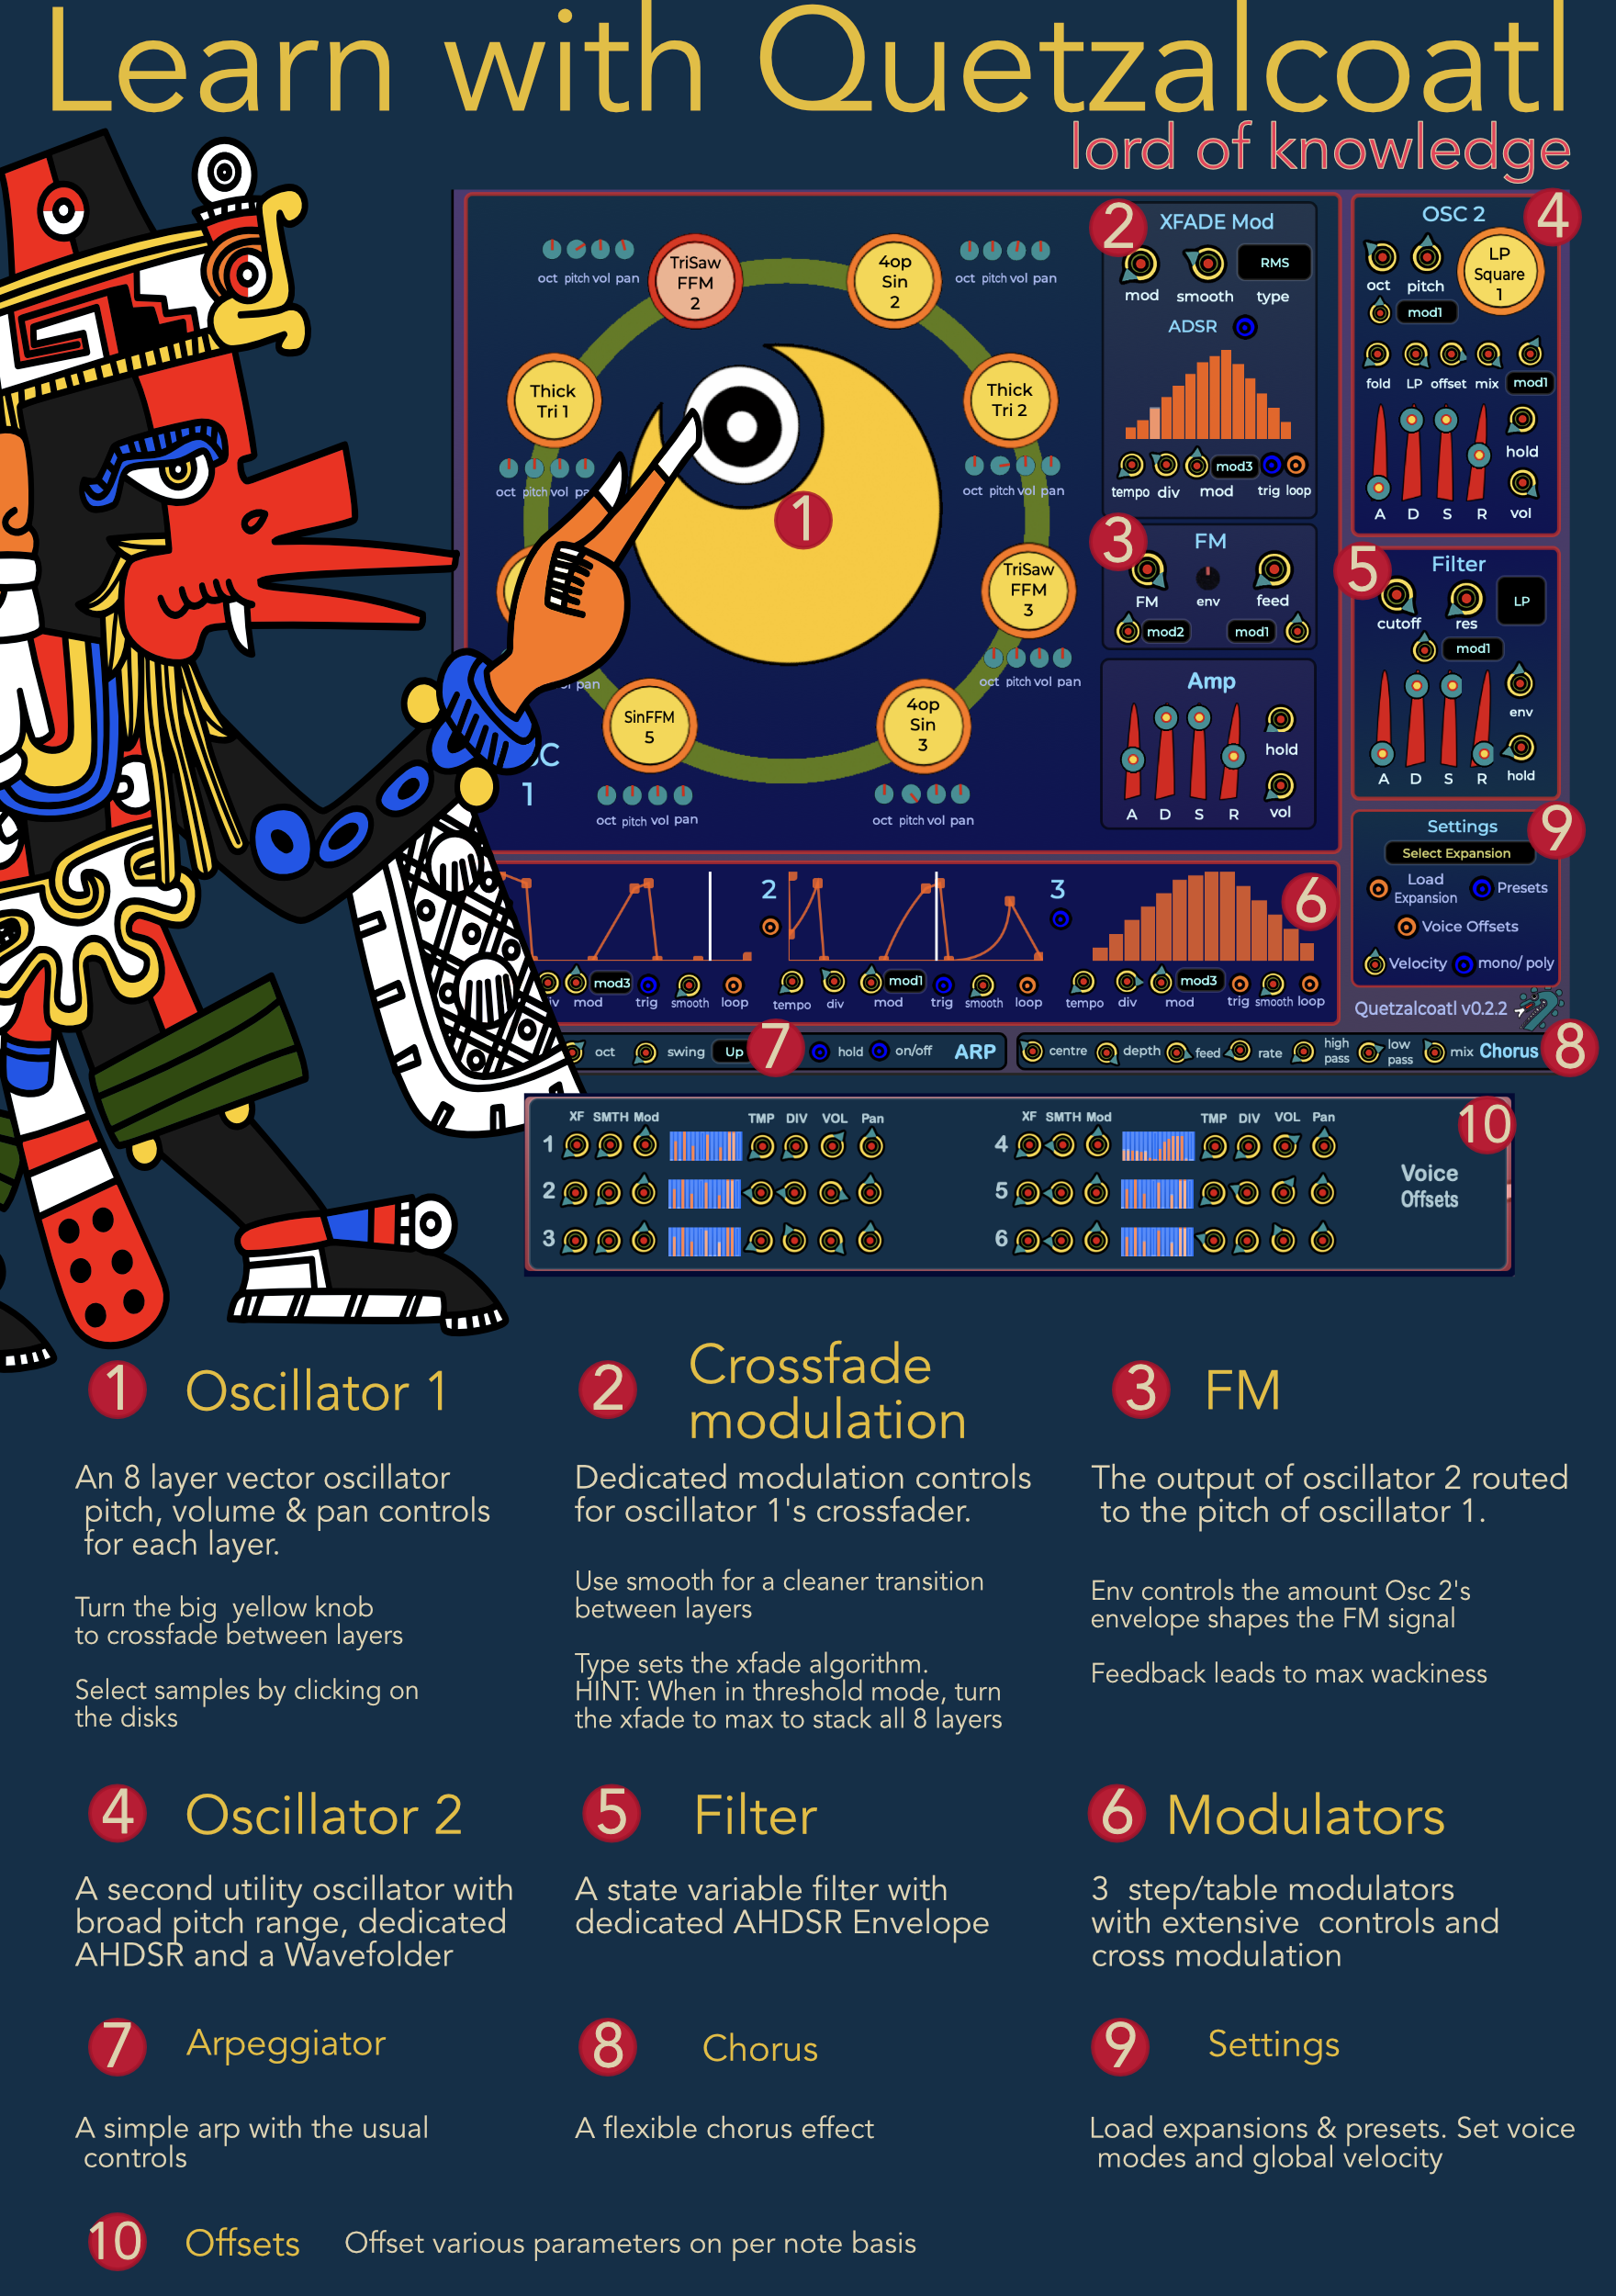 Learn with Quetzalcoatl
lord of knowledge
oct pitch vol pan
TriSaw
FFM
2
4op
Sin
2
oct pitch vol pan
Thick
Tri 1
oct pitch vol pan
Thick
Tri 2
oct pitch vol pan
1
TriSaw
FFM
3
oct pitch vol pan
pan
SinFFM
5
oct pitch vol pan
4op
Sin
3
oct pitch vol pan
1
2
XFADE Mod
RMS
mod smooth type
ADSR
mod3
tempo div mod trig loop
3
FM
FM env feed
mod2 mod1
Amp
hold
vol
A D S R
4
OSC 2
LP
Square
1
oct pitch
mod1
fold LP offset mix mod1
hold
vol
A D S R
5
Filter
LP
cutoff res
mod1
env
hold
A D S R
9
Settings
Select Expansion
Load
Expansion
Presets
Voice Offsets
Velocity mono/ poly
Quetzalcoatl v0.2.2
6
2
3
mod3
mod trig smooth loop
mod1
tempo div mod trig smooth loop
mod3
tempo div mod trig smooth loop
7
oct swing Up hold on/off ARP
8
centre depth feed rate high
pass low
pass mix Chorus
10
XF SMTH Mod TMP DIV VOL Pan
1
2
3
XF SMTH Mod TMP DIV VOL Pan
4
5
6
Voice
Offsets
1 Oscillator 1
An 8 layer vector oscillator
pitch, volume & pan controls
for each layer.
Turn the big yellow knob
to crossfade between layers
Select samples by clicking on
the disks
2 Crossfade
modulation
Dedicated modulation controls
for oscillator 1's crossfader.
Use smooth for a cleaner transition
between layers
Type sets the xfade algorithm.
HINT: When in threshold mode, turn
the xfade to max to stack all 8 layers
3 FM
The output of oscillator 2 routed
to the pitch of oscillator 1.
Env controls the amount Osc 2's
envelope shapes the FM signal
Feedback leads to max wackiness
4 Oscillator 2
A second utility oscillator with
broad pitch range, dedicated
AHDSR and a Wavefolder
5 Filter
A state variable filter with
dedicated AHDSR Envelope
6 Modulators
3 step/table modulators
with extensive controls and
cross modulation
7 Arpeggiator
A simple arp with the usual
controls
8 Chorus
A flexible chorus effect
9 Settings
Load expansions & presets. Set voice
modes and global velocity
10 Offsets Offset various parameters on per note basis